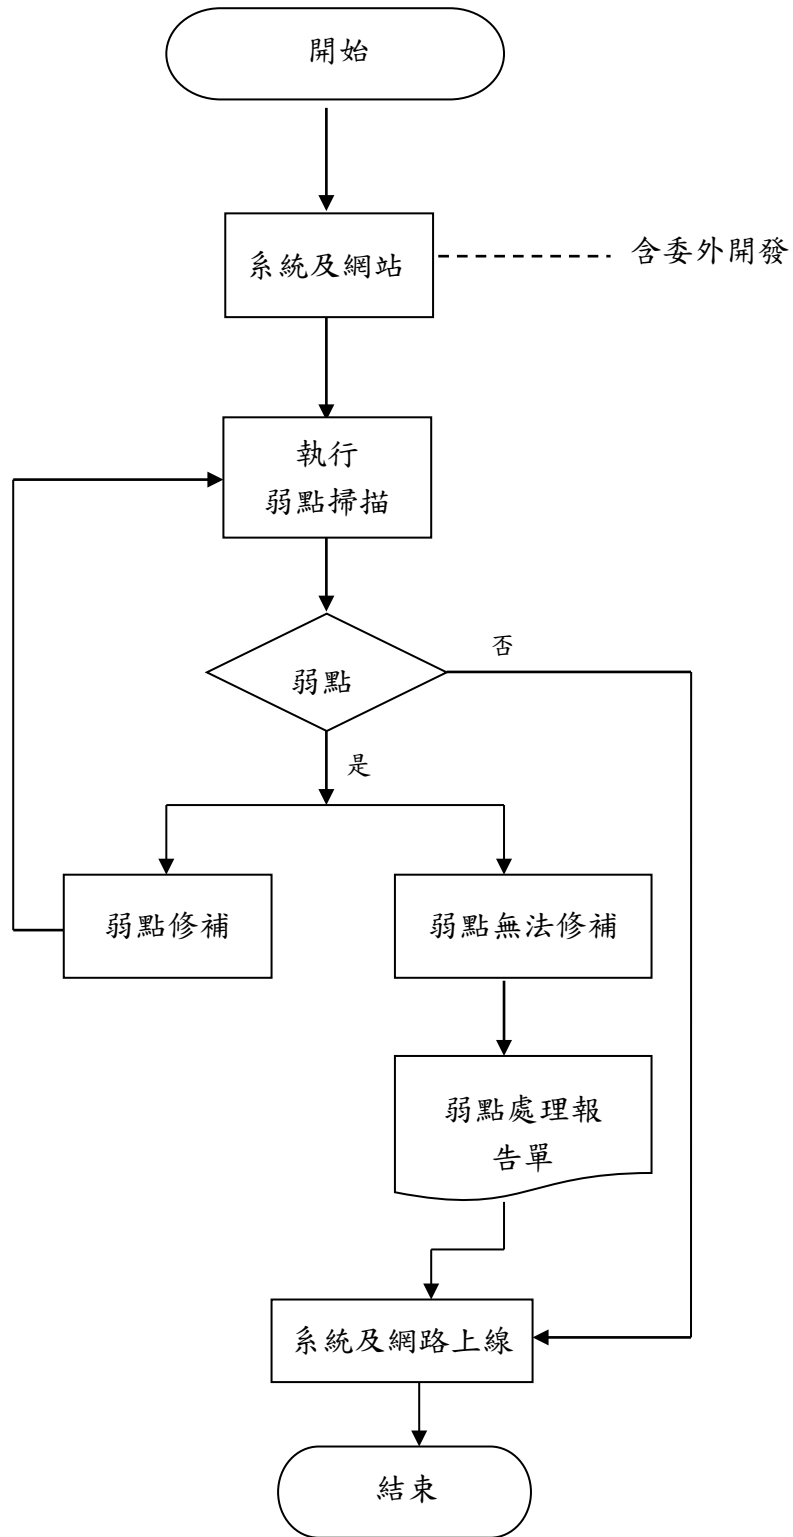 開始
系統及網站
含委外開發
執行
弱點掃描
否
弱點
是
弱點修補
弱點無法修補
弱點處理報
告單
系統及網路上線
結束